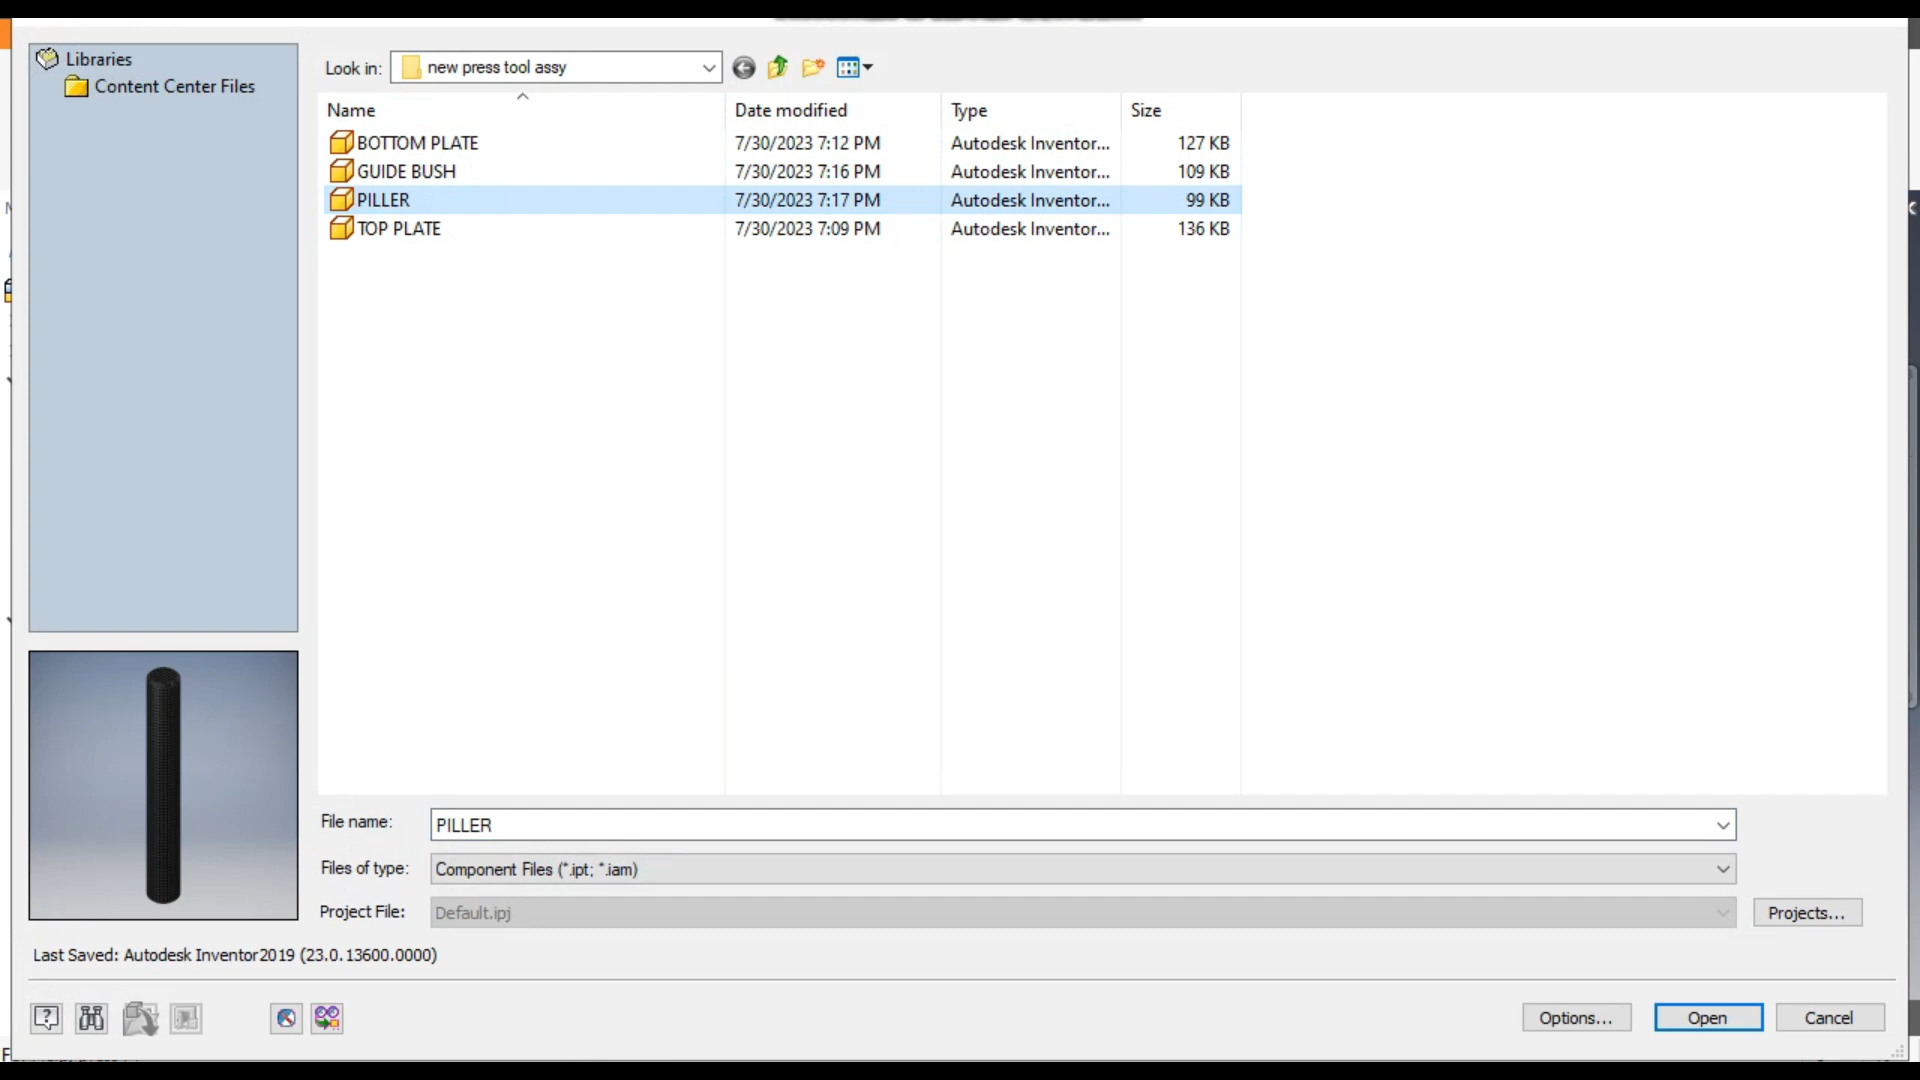 Libraries
Content Center Files
Look in: new press tool assy
Name Date modified Type Size
BOTTOM PLATE 7/30/2023 7:12 PM Autodesk Inventor... 127 KB
GUIDE BUSH 7/30/2023 7:16 PM Autodesk Inventor... 109 KB
PILLER 7/30/2023 7:17 PM Autodesk Inventor... 99 KB
TOP PLATE 7/30/2023 7:09 PM Autodesk Inventor... 136 KB
File name: PILLER
Files of type: Component Files (*.ipt; *.iam)
Project File: Default.ipj Projects...
Last Saved: Autodesk Inventor2019 (23.0.13600.0000)
Options... Open Cancel